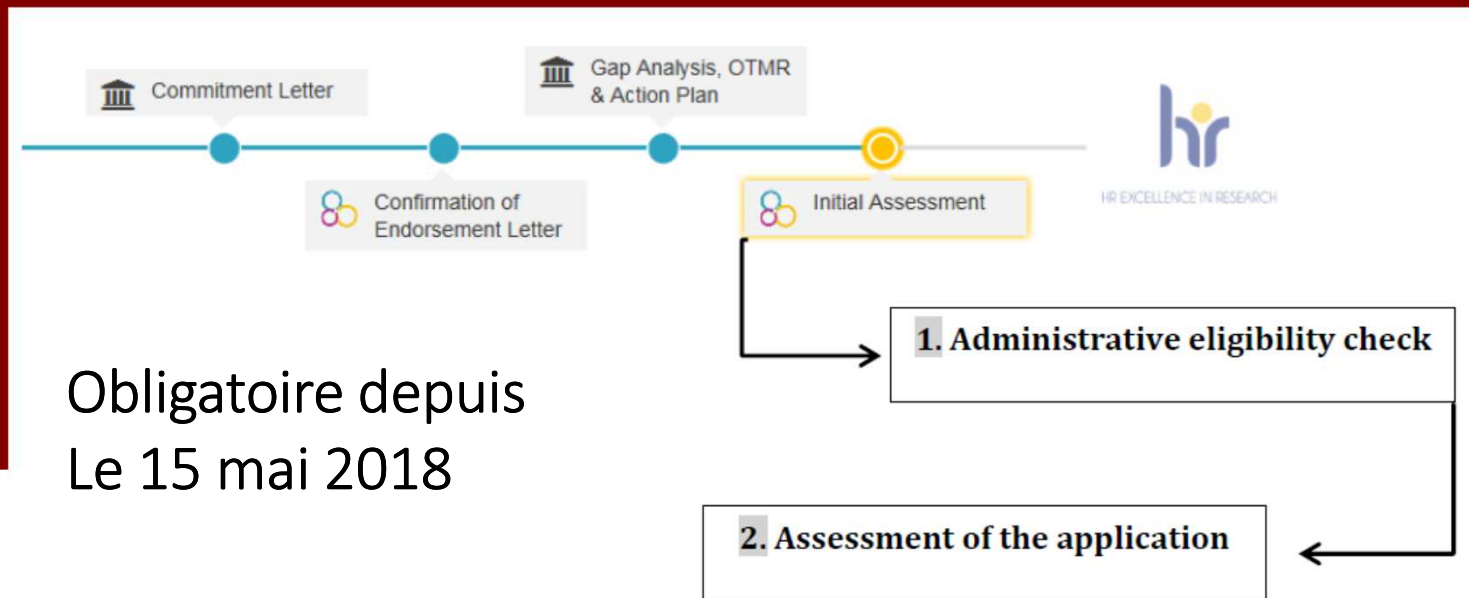 Commitment Letter
Gap Analysis, OTMR
& Action Plan
Confirmation of
Endorsement Letter
Initial Assessment
hr
HR EXCELLENCE IN RESEARCH
1. Administrative eligibility check
Obligatoire depuis
Le 15 mai 2018
2. Assessment of the application